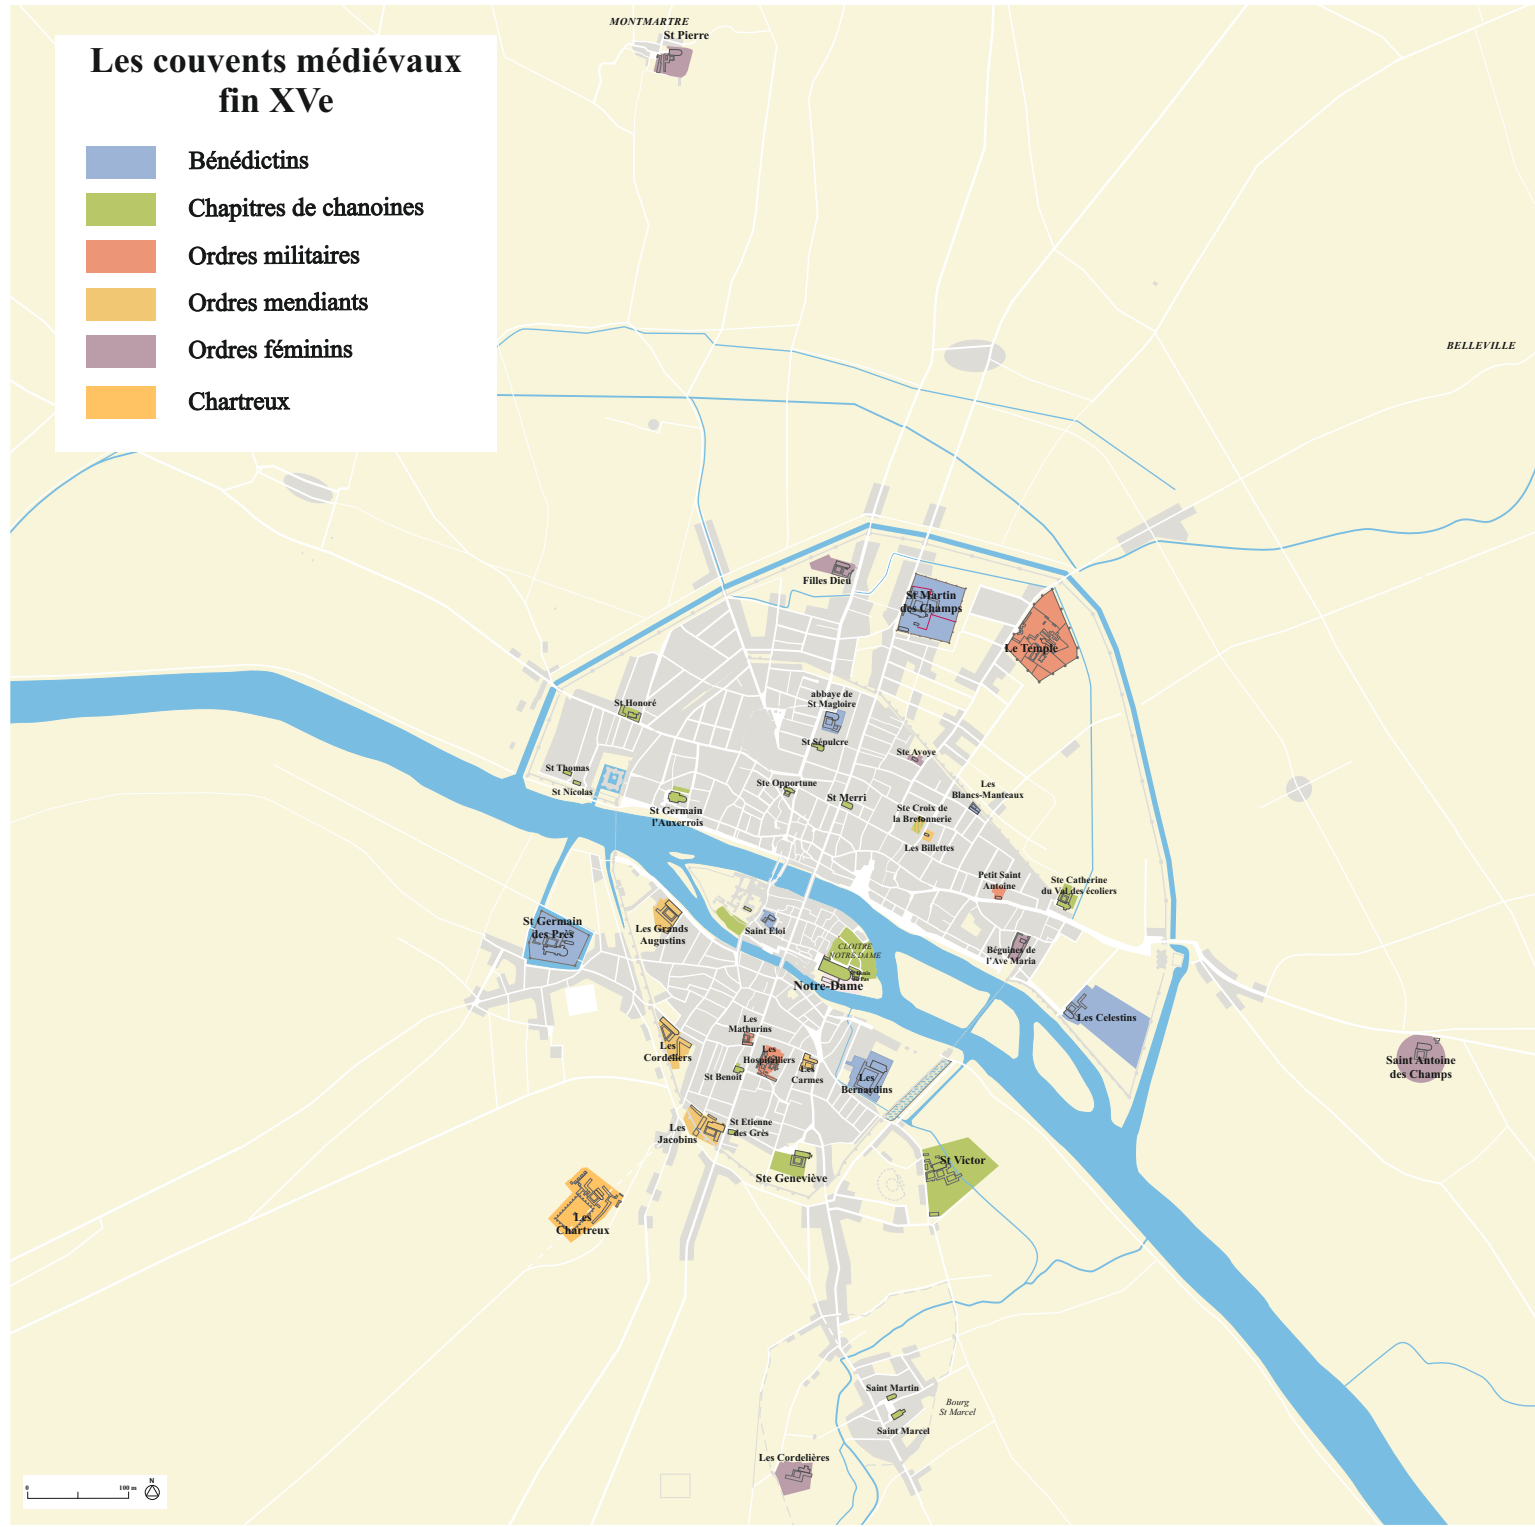 MONTMARTRE
St Pierre
Les couvents médiévaux
fin XVe
Bénédictins
Chapitres de chanoines
Ordres militaires
Ordres mendiants
Ordres féminins
Chartreux
BELLEVILLE
Filles Dieu
St Martin
des Champs
Le Temple
abbaye de
St Magloire
St Honoré
St Sépulcre
Ste Avoye
St Thomas
St Nicolas
Ste Opportune
Les
Blancs-Manteaux
St Merri
St Germain
l'Auxerrois
Ste Croix de
la Bretonnerie
Les Billettes
Petit Saint
Antoine
Ste Catherine
du Val des écoliers
St Germain
des Près
Les Grands
Augustins
Saint Eloi
CLOITRE
NOTRE DAME
Béguines de
l'Ave Maria
St Denis
du Pas
Notre-Dame
Les Celestins
Les
Mathurins
Les
Cordeliers
Les
Hospitaliers
Les
Carmes
St Benoit
Les
Bernardins
Saint Antoine
des Champs
Les
Jacobins
St Etienne
des Grès
Ste Geneviève
St Victor
Les
Chartreux
Saint Martin
Bourg
St Marcel
Saint Marcel
Les Cordelières
0
100 m
N